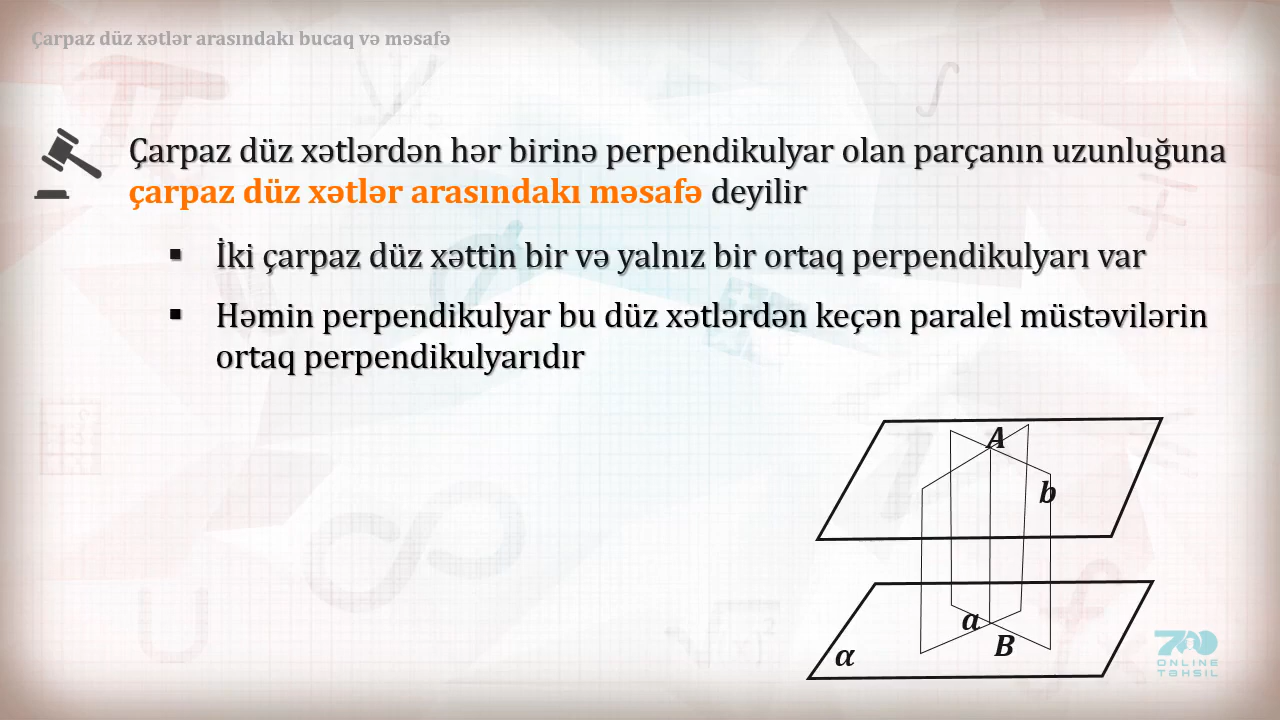 Çarpaz düz xətlər arasındakı bucaq və məsafə
Çarpaz düz xətlərdən hər birinə perpendikulyar olan parçanın uzunluğuna
çarpaz düz xətlər arasındakı məsafə deyilir
▪ İki çarpaz düz xəttin bir və yalnız bir ortaq perpendikulyarı var
▪ Həmin perpendikulyar bu düz xətlərdən keçən paralel müstəvilərin
ortaq perpendikulyarıdır
A
b
a
B
α
ONLINE
TƏHSIL